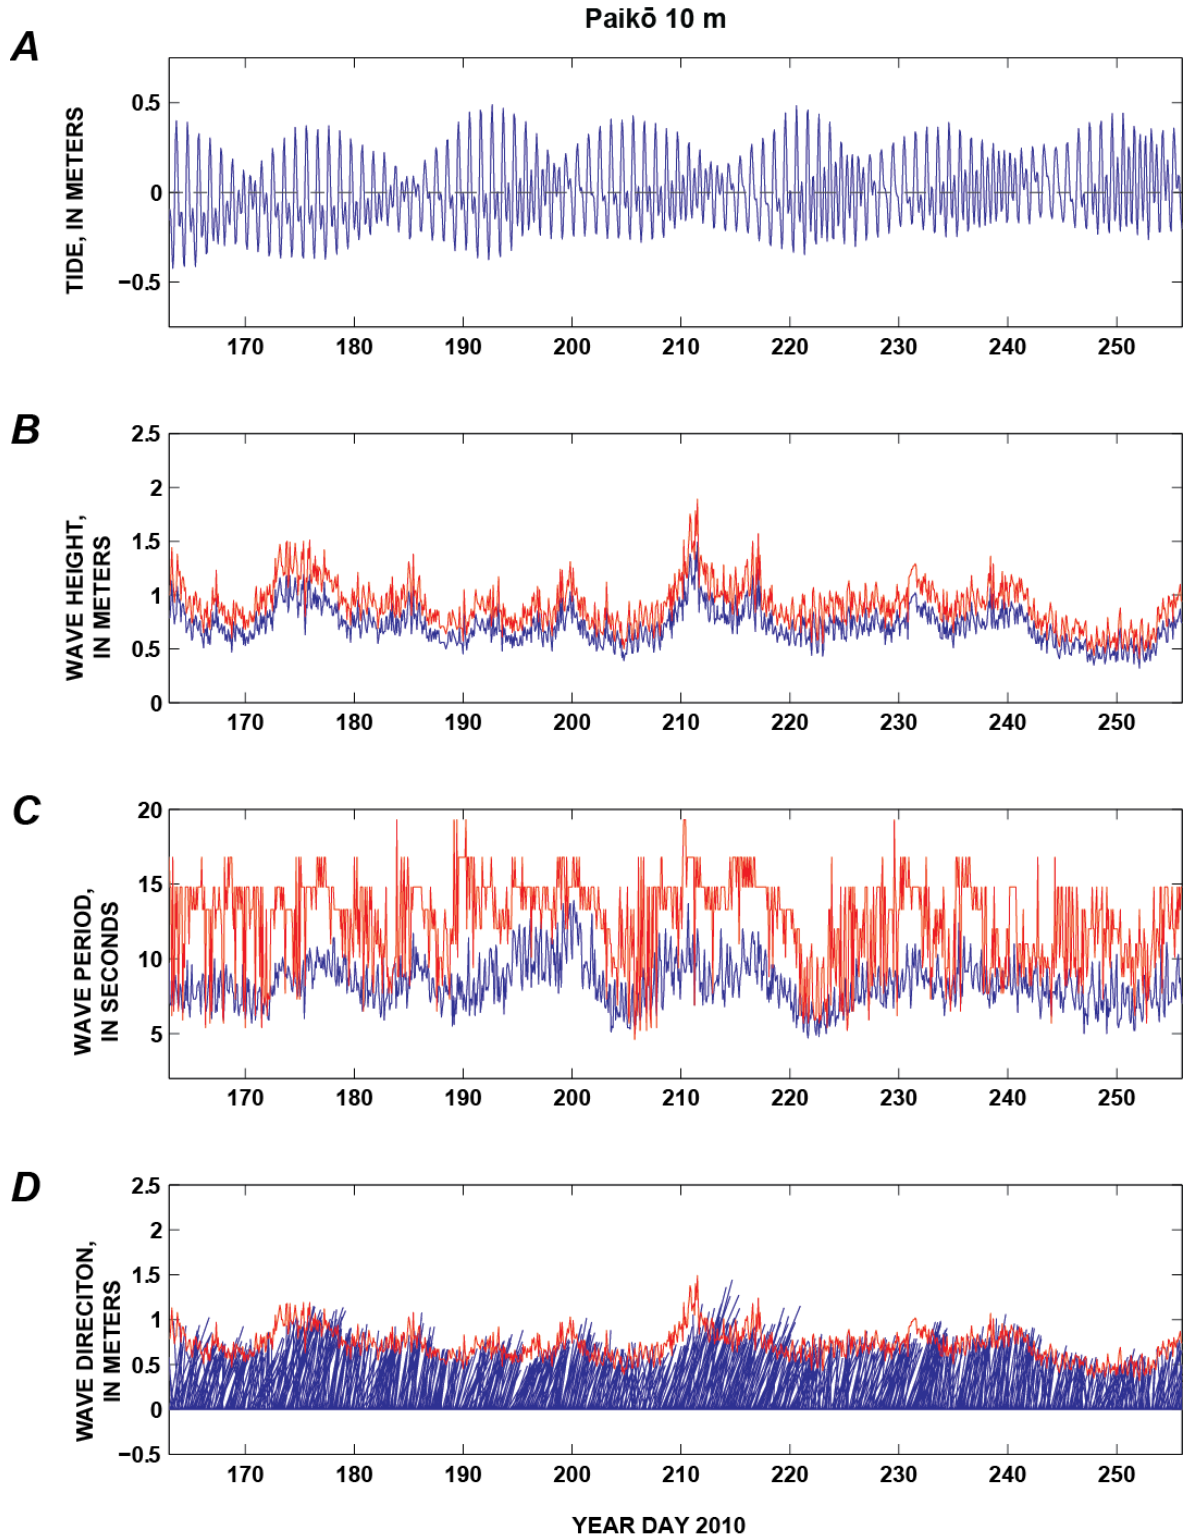 Paikō 10 m
A
TIDE, IN METERS
0.5
0
−0.5
170 180 190 200 210 220 230 240 250
B
WAVE HEIGHT,
IN METERS
2.5
2
1.5
1
0.5
0
170 180 190 200 210 220 230 240 250
C
WAVE PERIOD,
IN SECONDS
20
15
10
5
170 180 190 200 210 220 230 240 250
D
WAVE DIRECITON,
IN METERS
2.5
2
1.5
1
0.5
0
−0.5
170 180 190 200 210 220 230 240 250
YEAR DAY 2010